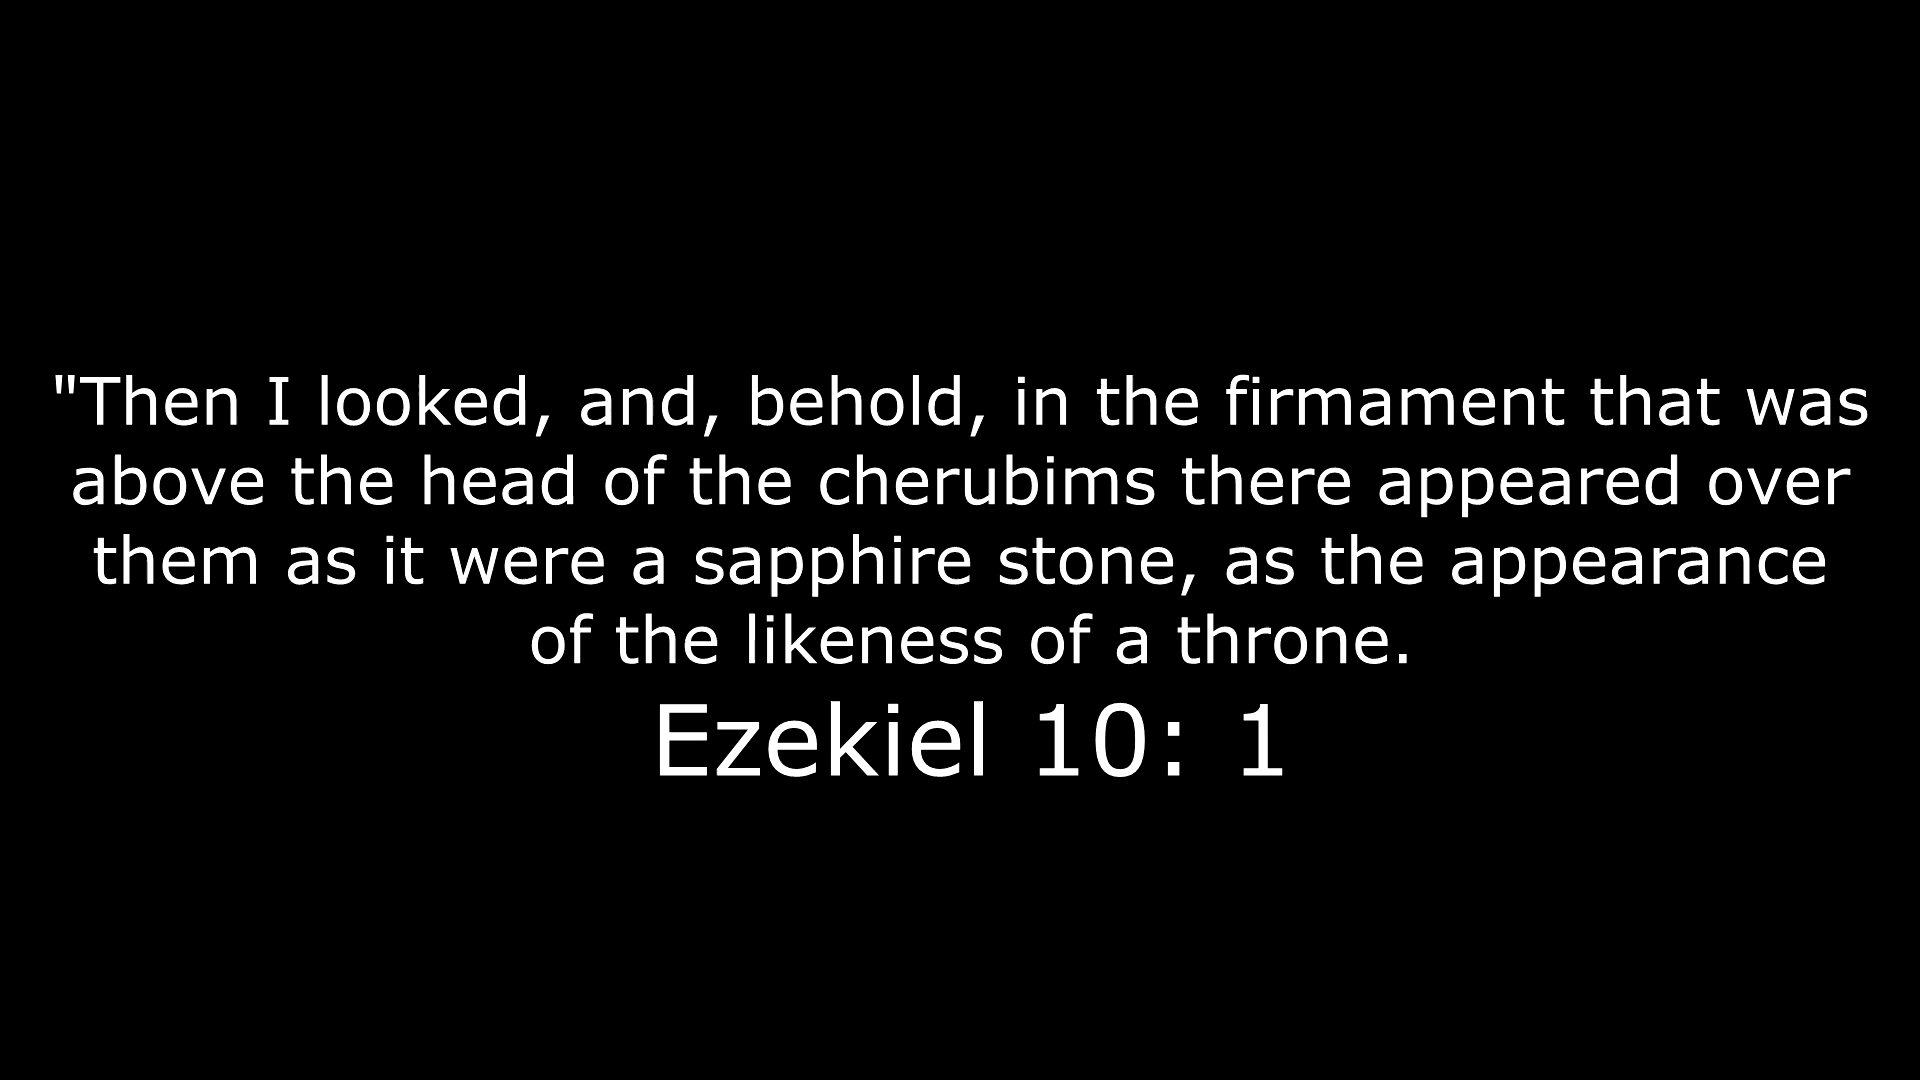 "Then I looked, and, behold, in the firmament that was
above the head of the cherubims there appeared over
them as it were a sapphire stone, as the appearance
of the likeness of a throne.
Ezekiel 10: 1